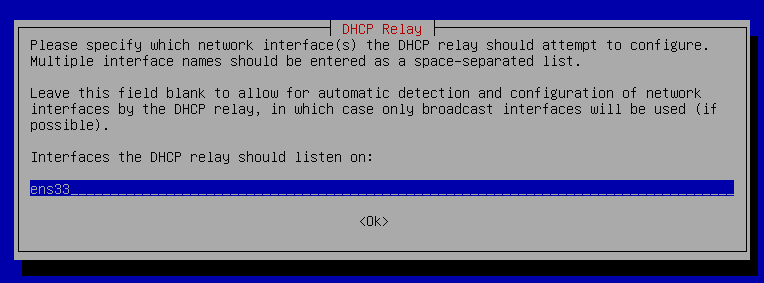 DHCP Relay
Please specify which network interface(s) the DHCP relay should attempt to configure.
Multiple interface names should be entered as a space-separated list.
Leave this field blank to allow for automatic detection and configuration of network
interfaces by the DHCP relay, in which case only broadcast interfaces will be used (if
possible).
Interfaces the DHCP relay should listen on:
ens33
<Ok>